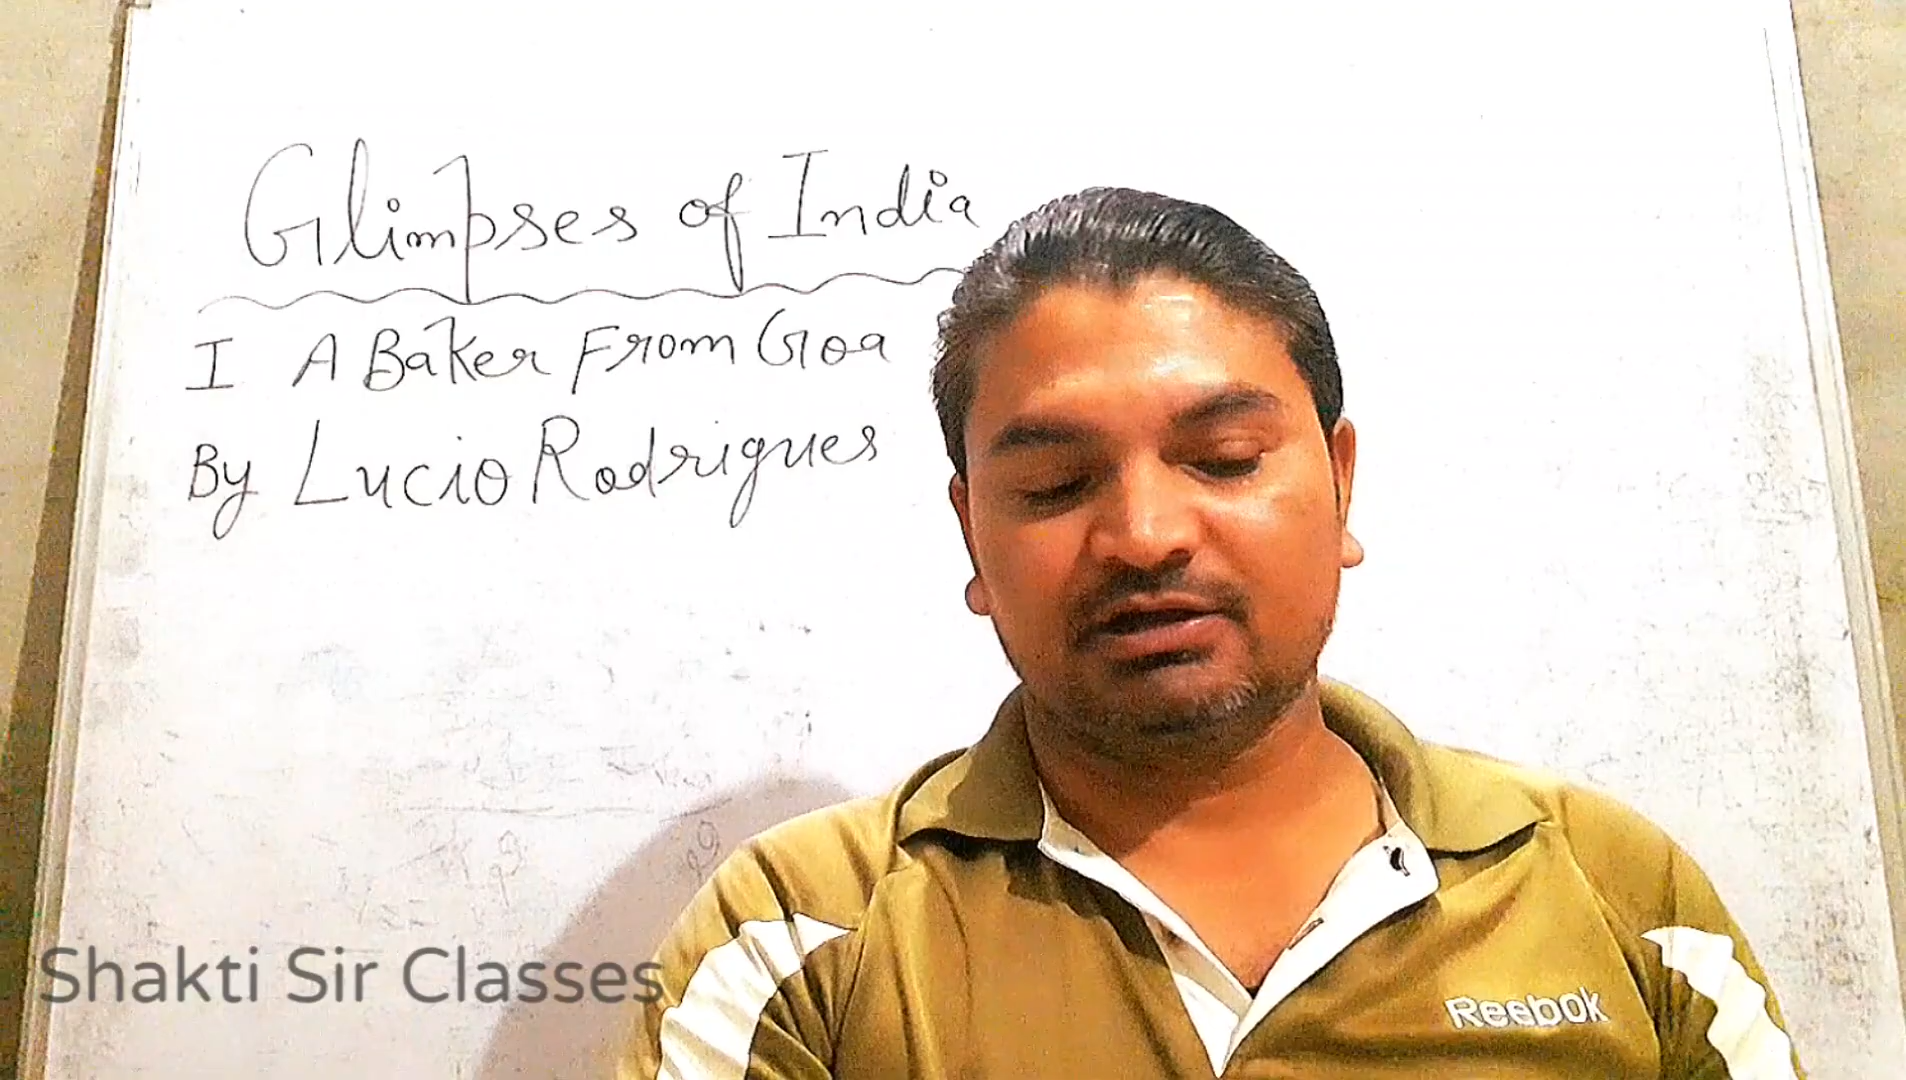 Glimpses of India
I A Baker From Goa
By Lucio Rodrigues
Shakti Sir Classes
Reebok